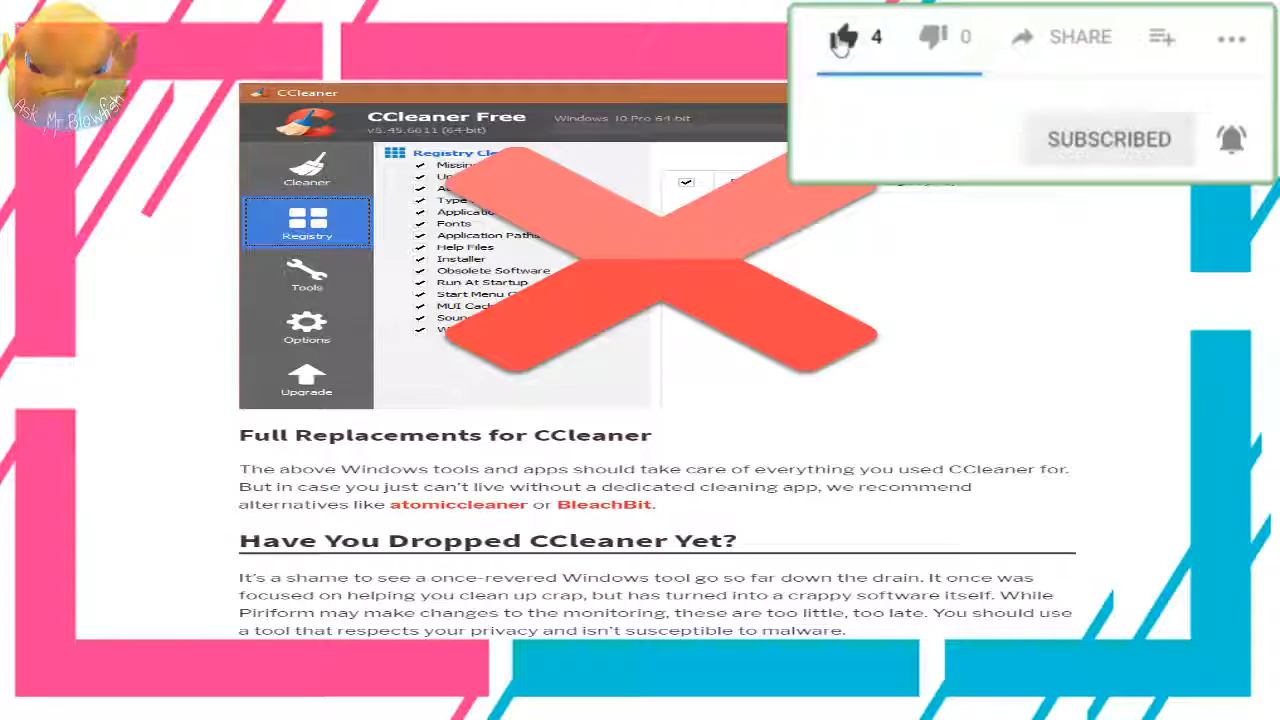 Ask Mr Blowfish
4
0
SHARE
SUBSCRIBED
CCleaner
CCleaner Free
v5.45.6611 (64-bit)
Windows 10 Pro 64-bit
Cleaner
Registry
Tools
Options
Upgrade
Registry
Fonts
Application Paths
Help Files
Installer
Obsolete Software
Run At Startup
Start Menu
Full Replacements for CCleaner
The above Windows tools and apps should take care of everything you used CCleaner for.
But in case you just can't live without a dedicated cleaning app, we recommend
alternatives like atomiccleaner or BleachBit.
Have You Dropped CCleaner Yet?
It's a shame to see a once-revered Windows tool go so far down the drain. It once was
focused on helping you clean up crap, but has turned into a crappy software itself. While
Piriform may make changes to the monitoring, these are too little, too late. You should use
a tool that respects your privacy and isn't susceptible to malware.